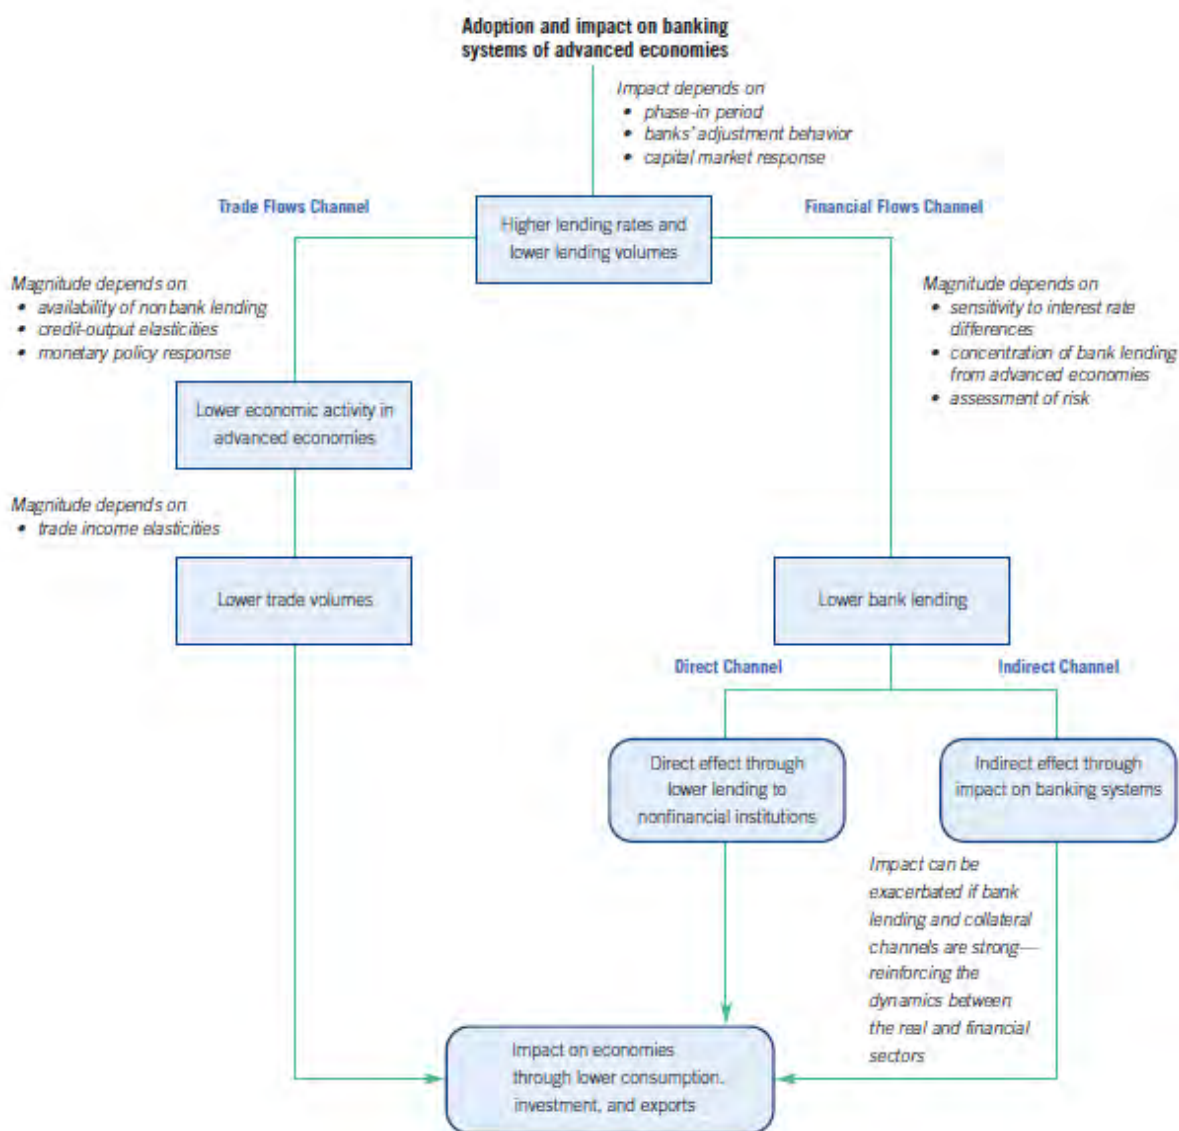 Adoption and impact on banking
systems of advanced economies
Impact depends on
• phase-in period
• banks' adjustment behavior
• capital market response
Trade Flows Channel
Higher lending rates and
lower lending volumes
Financial Flows Channel
Magnitude depends on
• availability of nonbank lending
• credit-output elasticities
• monetary policy response
Magnitude depends on
• sensitivity to interest rate
differences
• concentration of bank lending
from advanced economies
• assessment of risk
Lower economic activity in
advanced economies
Magnitude depends on
• trade income elasticities
Lower trade volumes
Lower bank lending
Direct Channel
Indirect Channel
Direct effect through
lower lending to
nonfinancial institutions
Indirect effect through
impact on banking systems
Impact can be
exacerbated if bank
lending and collateral
channels are strong—
reinforcing the
dynamics between
the real and financial
sectors
Impact on economies
through lower consumption,
investment, and exports